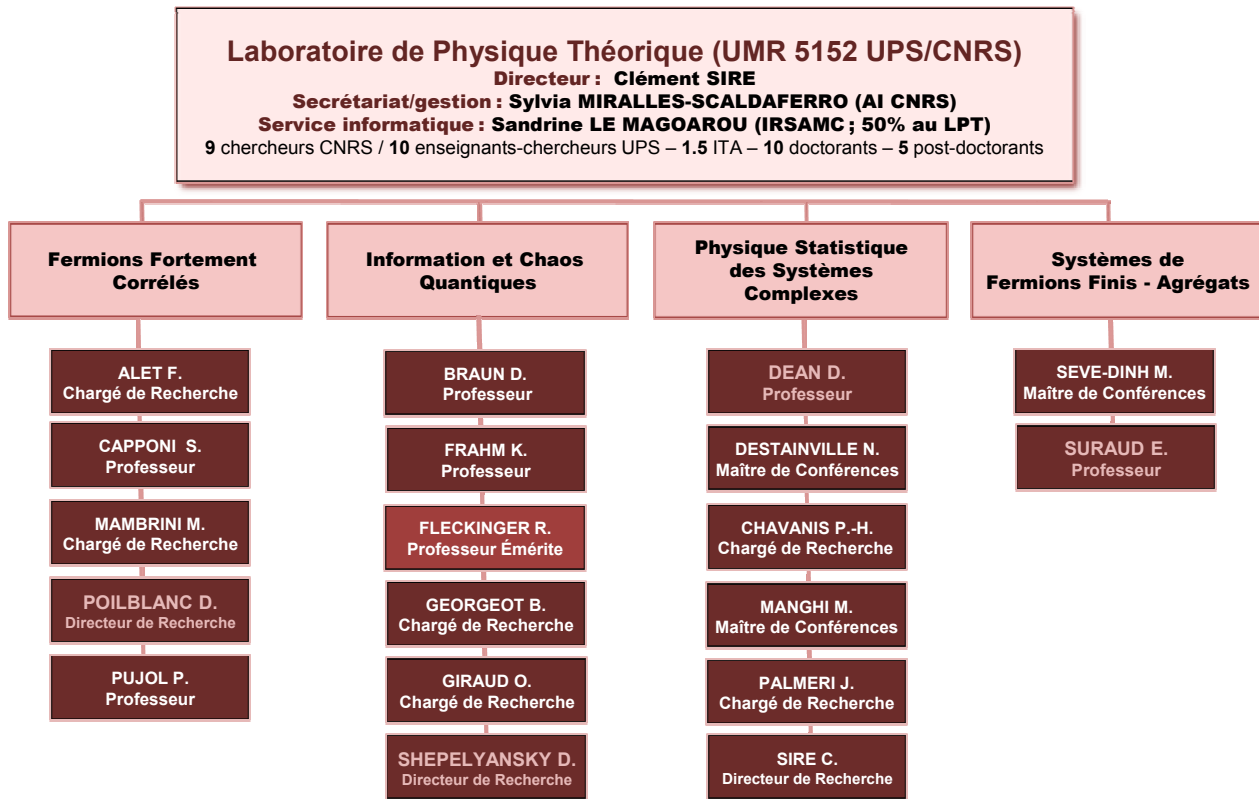 Laboratoire de Physique Théorique (UMR 5152 UPS/CNRS)
Directeur : Clément SIRE
Secrétariat/gestion : Sylvia MIRALLES-SCALDAFERRO (AI CNRS)
Service informatique : Sandrine LE MAGOAROU (IRSAMC ; 50% au LPT)
9 chercheurs CNRS / 10 enseignants-chercheurs UPS – 1.5 ITA – 10 doctorants – 5 post-doctorants
Fermions Fortement
Corrélés
ALET F.
Chargé de Recherche
CAPPONI S.
Professeur
MAMBRINI M.
Chargé de Recherche
POILBLANC D.
Directeur de Recherche
PUJOL P.
Professeur
Information et Chaos
Quantiques
BRAUN D.
Professeur
FRAHM K.
Professeur
FLECKINGER R.
Professeur Émérite
GEORGEOT B.
Chargé de Recherche
GIRAUD O.
Chargé de Recherche
SHEPELYANSKY D.
Directeur de Recherche
Physique Statistique
des Systèmes
Complexes
DEAN D.
Professeur
DESTAINVILLE N.
Maître de Conférences
CHAVANIS P.-H.
Chargé de Recherche
MANGHI M.
Maître de Conférences
PALMERI J.
Chargé de Recherche
SIRE C.
Directeur de Recherche
Systèmes de
Fermions Finis - Agrégats
SEVE-DINH M.
Maître de Conférences
SURAUD E.
Professeur